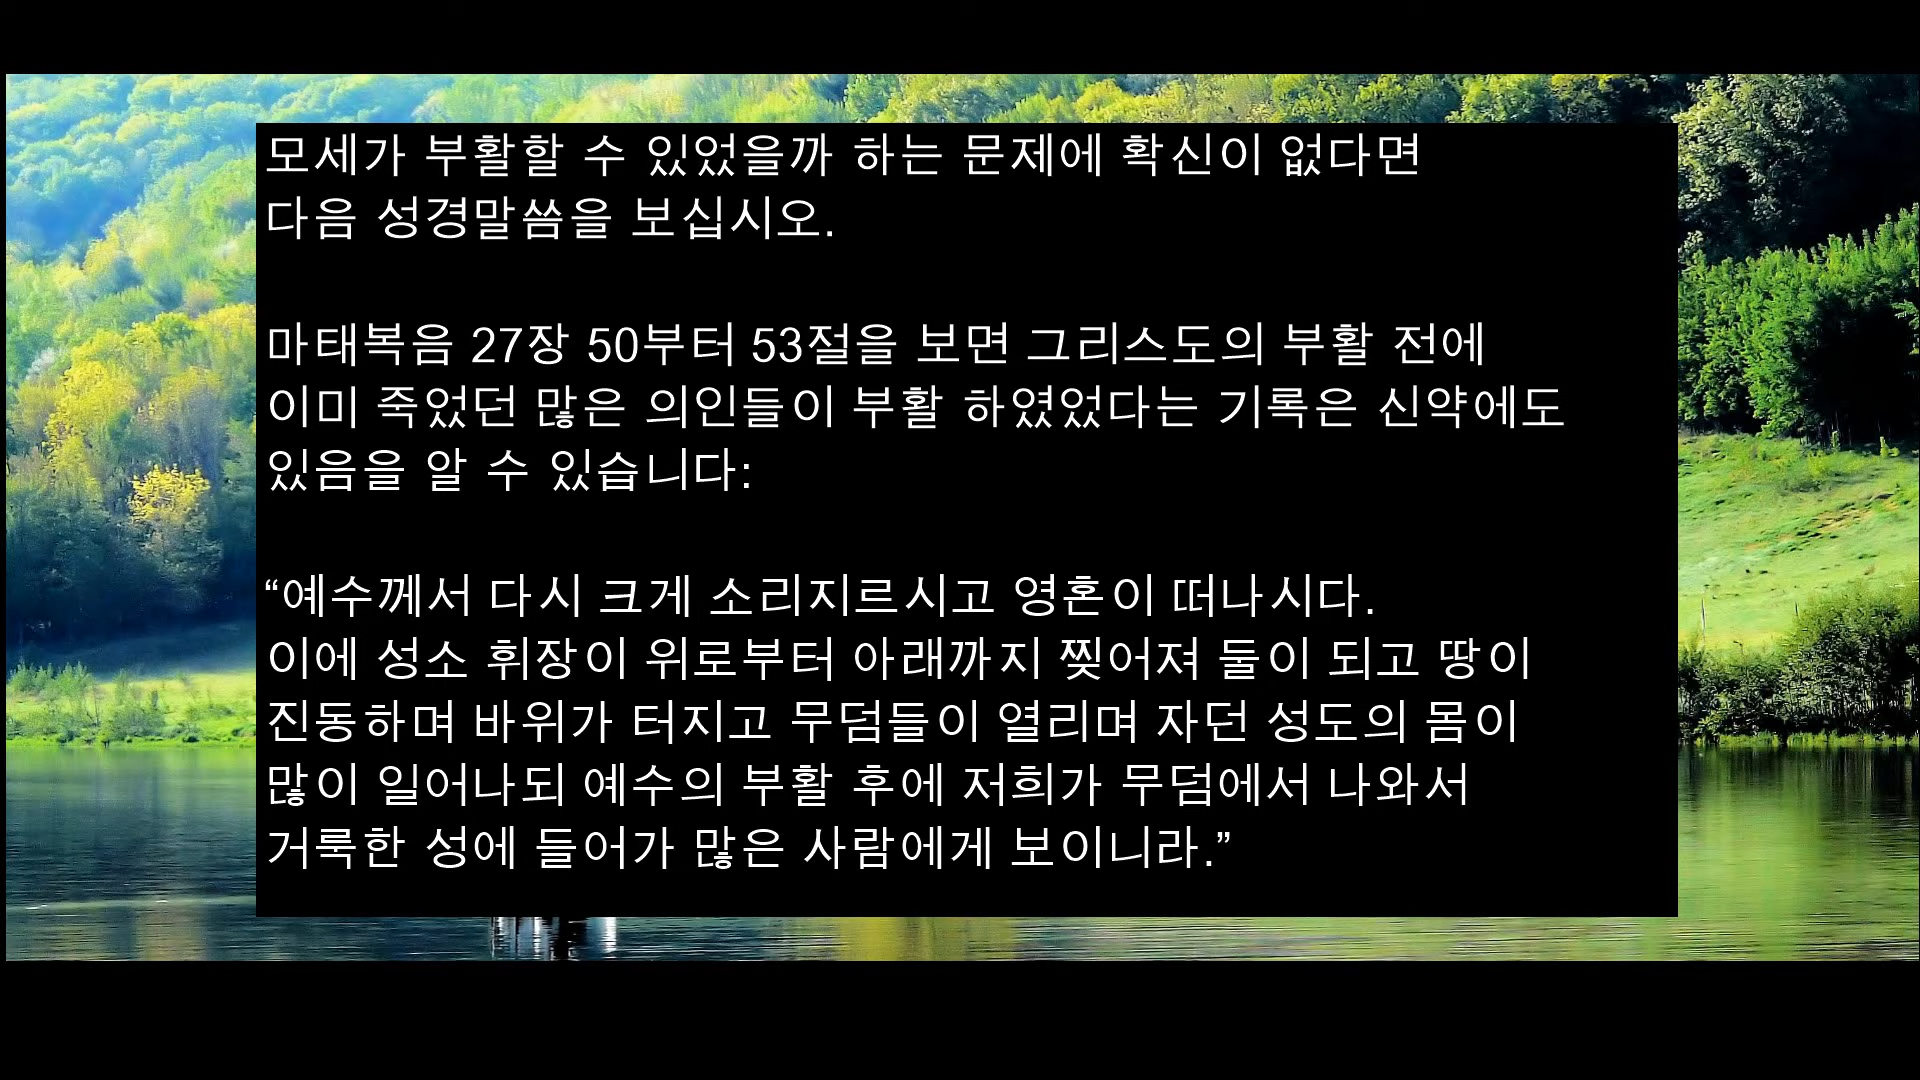 모세가 부활할 수 있었을까 하는 문제에 확신이 없다면
다음 성경말씀을 보십시오.
마태복음 27장 50부터 53절을 보면 그리스도의 부활 전에
이미 죽었던 많은 의인들이 부활 하였었다는 기록은 신약에도
있음을 알 수 있습니다:
“예수께서 다시 크게 소리지르시고 영혼이 떠나시다.
이에 성소 휘장이 위로부터 아래까지 찢어져 둘이 되고 땅이
진동하며 바위가 터지고 무덤들이 열리며 자던 성도의 몸이
많이 일어나되 예수의 부활 후에 저희가 무덤에서 나와서
거룩한 성에 들어가 많은 사람에게 보이니라.”